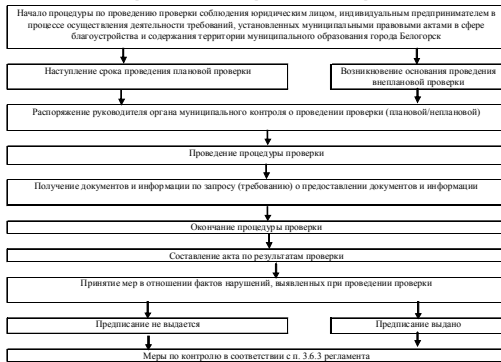 Начало процедуры по проведению проверки соблюдения юридическим лицом, индивидуальным предпринимателем в
процессе осуществления деятельности требований, установленных муниципальными правовыми актами в сфере
благоустройства и содержания территории муниципального образования города Белогорск
Наступление срока проведения плановой проверки
Возникновение основания проведения
внеплановой проверки
Распоряжение руководителя органа муниципального контроля о проведении проверки (плановой/неплановой)
Проведение процедуры проверки
Получение документов и информации по запросу (требованию) о предоставлении документов и информации
Окончание процедуры проверки
Составление акта по результатам проверки
Принятие мер в отношении фактов нарушений, выявленных при проведении проверки
Предписание не выдается
Предписание выдано
Меры по контролю в соответствии с п. 3.6.3 регламента